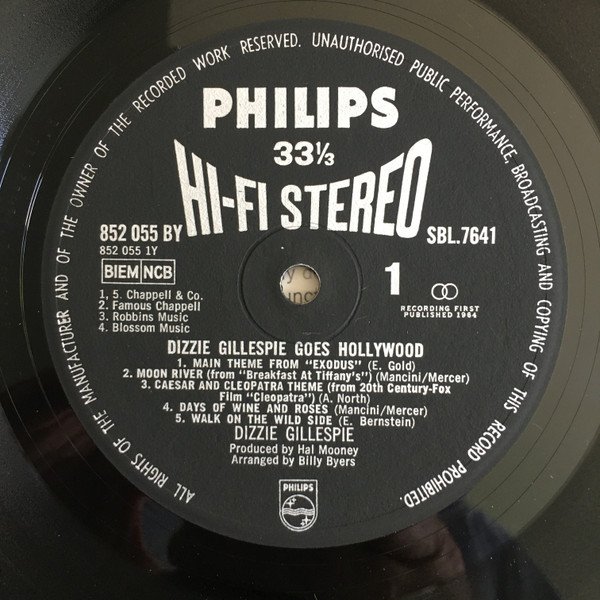 ALL RIGHTS OF THE MANUFACTURER AND OF THE OWNER OF THE RECORDED WORK RESERVED. UNAUTHORISED PUBLIC PERFORMANCE, BROADCASTING AND COPYING OF THIS RECORD PROHIBITED.
PHILIPS
33⅓
HI-FI STEREO
852 055 BY
SBL.7641
852 055 1Y
BIEM NCB
1
1, 5. Chappell & Co.
2. Famous Chappell
3. Robbins Music
4. Blossom Music
RECORDING FIRST
PUBLISHED 1964
DIZZIE GILLESPIE GOES HOLLYWOOD
1. MAIN THEME FROM "EXODUS" (E. Gold)
2. MOON RIVER (from "Breakfast At Tiffany's") (Mancini/Mercer)
3. CAESAR AND CLEOPATRA THEME (from 20th Century-Fox
Film "Cleopatra") (A. North)
4. DAYS OF WINE AND ROSES (Mancini/Mercer)
5. WALK ON THE WILD SIDE (E. Bernstein)
DIZZIE GILLESPIE
Produced by Hal Mooney
Arranged by Billy Byers
PHILIPS